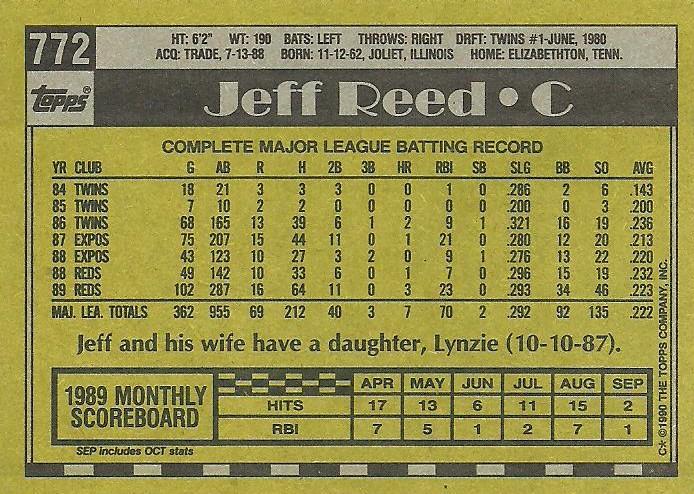 772
HT: 6'2" WT: 190 BATS: LEFT THROWS: RIGHT DRFT: TWINS #1-JUNE, 1980
ACQ: TRADE, 7-13-88 BORN: 11-12-62, JOLIET, ILLINOIS HOME: ELIZABETHTON, TENN.
Topps®
Jeff Reed • C
COMPLETE MAJOR LEAGUE BATTING RECORD
YR CLUB G AB R H 2B 3B HR RBI SB SLG BB SO AVG
84 TWINS 18 21 3 3 3 0 0 1 0 .286 2 6 .143
85 TWINS 7 10 2 2 0 0 0 0 0 .200 0 3 .200
86 TWINS 68 165 13 39 6 1 2 9 1 .321 16 19 .236
87 EXPOS 75 207 15 44 11 0 1 21 0 .280 12 20 .213
88 EXPOS 43 123 10 27 3 2 0 9 1 .276 13 22 .220
88 REDS 49 142 10 33 6 0 1 7 0 .296 15 19 .232
89 REDS 102 287 16 64 11 0 3 23 0 .293 34 46 .223
MAJ. LEA. TOTALS 362 955 69 212 40 3 7 70 2 .292 92 135 .222
Jeff and his wife have a daughter, Lynzie (10-10-87).
1989 MONTHLY
SCOREBOARD
APR MAY JUN JUL AUG SEP
HITS 17 13 6 11 15 2
RBI 7 5 1 2 7 1
SEP includes OCT stats
C* ©1990 THE TOPPS COMPANY, INC.